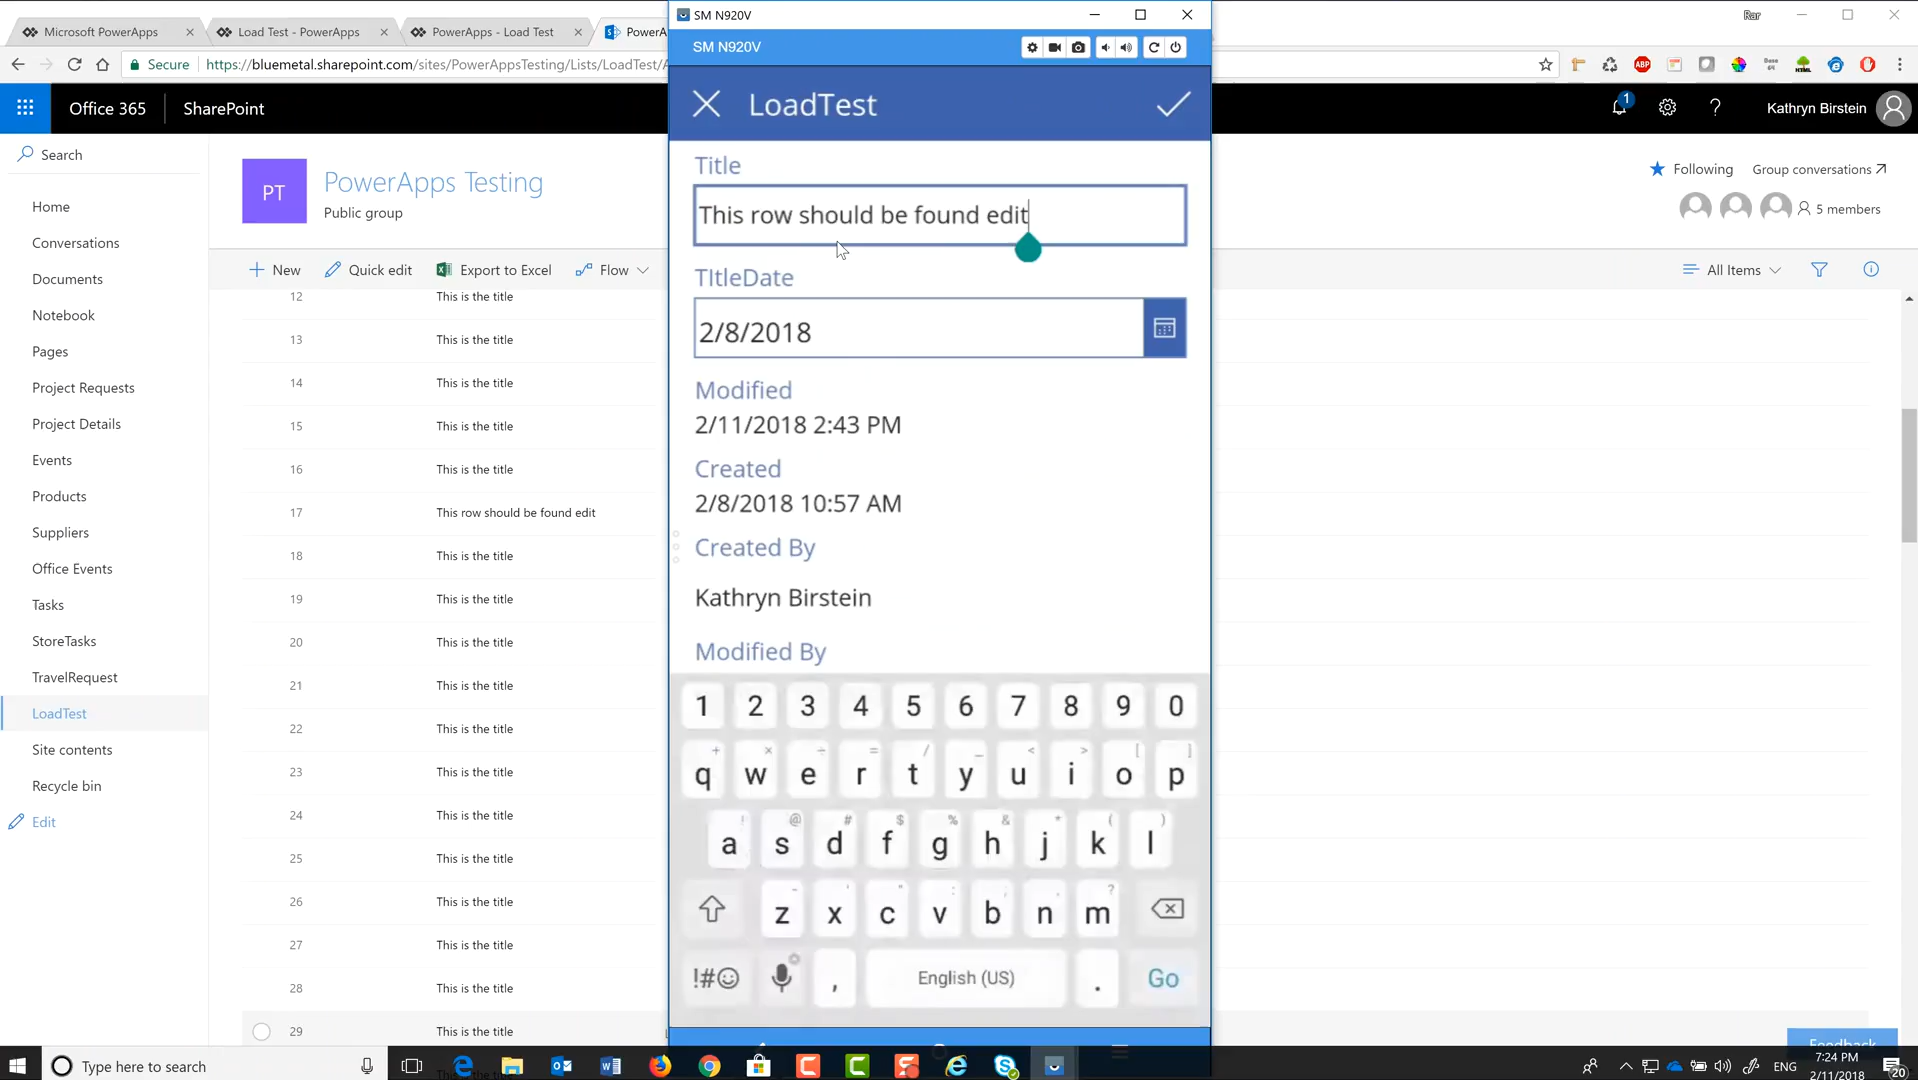 SM N920V
Microsoft PowerApps
Load Test - PowerApps
PowerApps - Load Test
PowerA
Rar
SM N920V
Secure
https://bluemetal.sharepoint.com/sites/PowerAppsTesting/Lists/LoadTest/A
Office 365
SharePoint
1
?
Kathryn Birstein
Search
PT
PowerApps Testing
Public group
Following
Group conversations
5 members
Home
Conversations
Documents
Notebook
Pages
Project Requests
Project Details
Events
Products
Suppliers
Office Events
Tasks
StoreTasks
TravelRequest
LoadTest
Site contents
Recycle bin
Edit
New
Quick edit
Export to Excel
Flow
All Items
12 This is the title
13 This is the title
14 This is the title
15 This is the title
16 This is the title
17 This row should be found edit
18 This is the title
19 This is the title
20 This is the title
21 This is the title
22 This is the title
23 This is the title
24 This is the title
25 This is the title
26 This is the title
27 This is the title
28 This is the title
29 This is the title
LoadTest
Title
This row should be found edit
TItleDate
2/8/2018
Modified
2/11/2018 2:43 PM
Created
2/8/2018 10:57 AM
Created By
Kathryn Birstein
Modified By
1 2 3 4 5 6 7 8 9 0
q w e r t y u i o p
a s d f g h j k l
z x c v b n m
!#☺ , English (US) . Go
Feedback
Type here to search
ENG
7:24 PM
2/11/2018
20